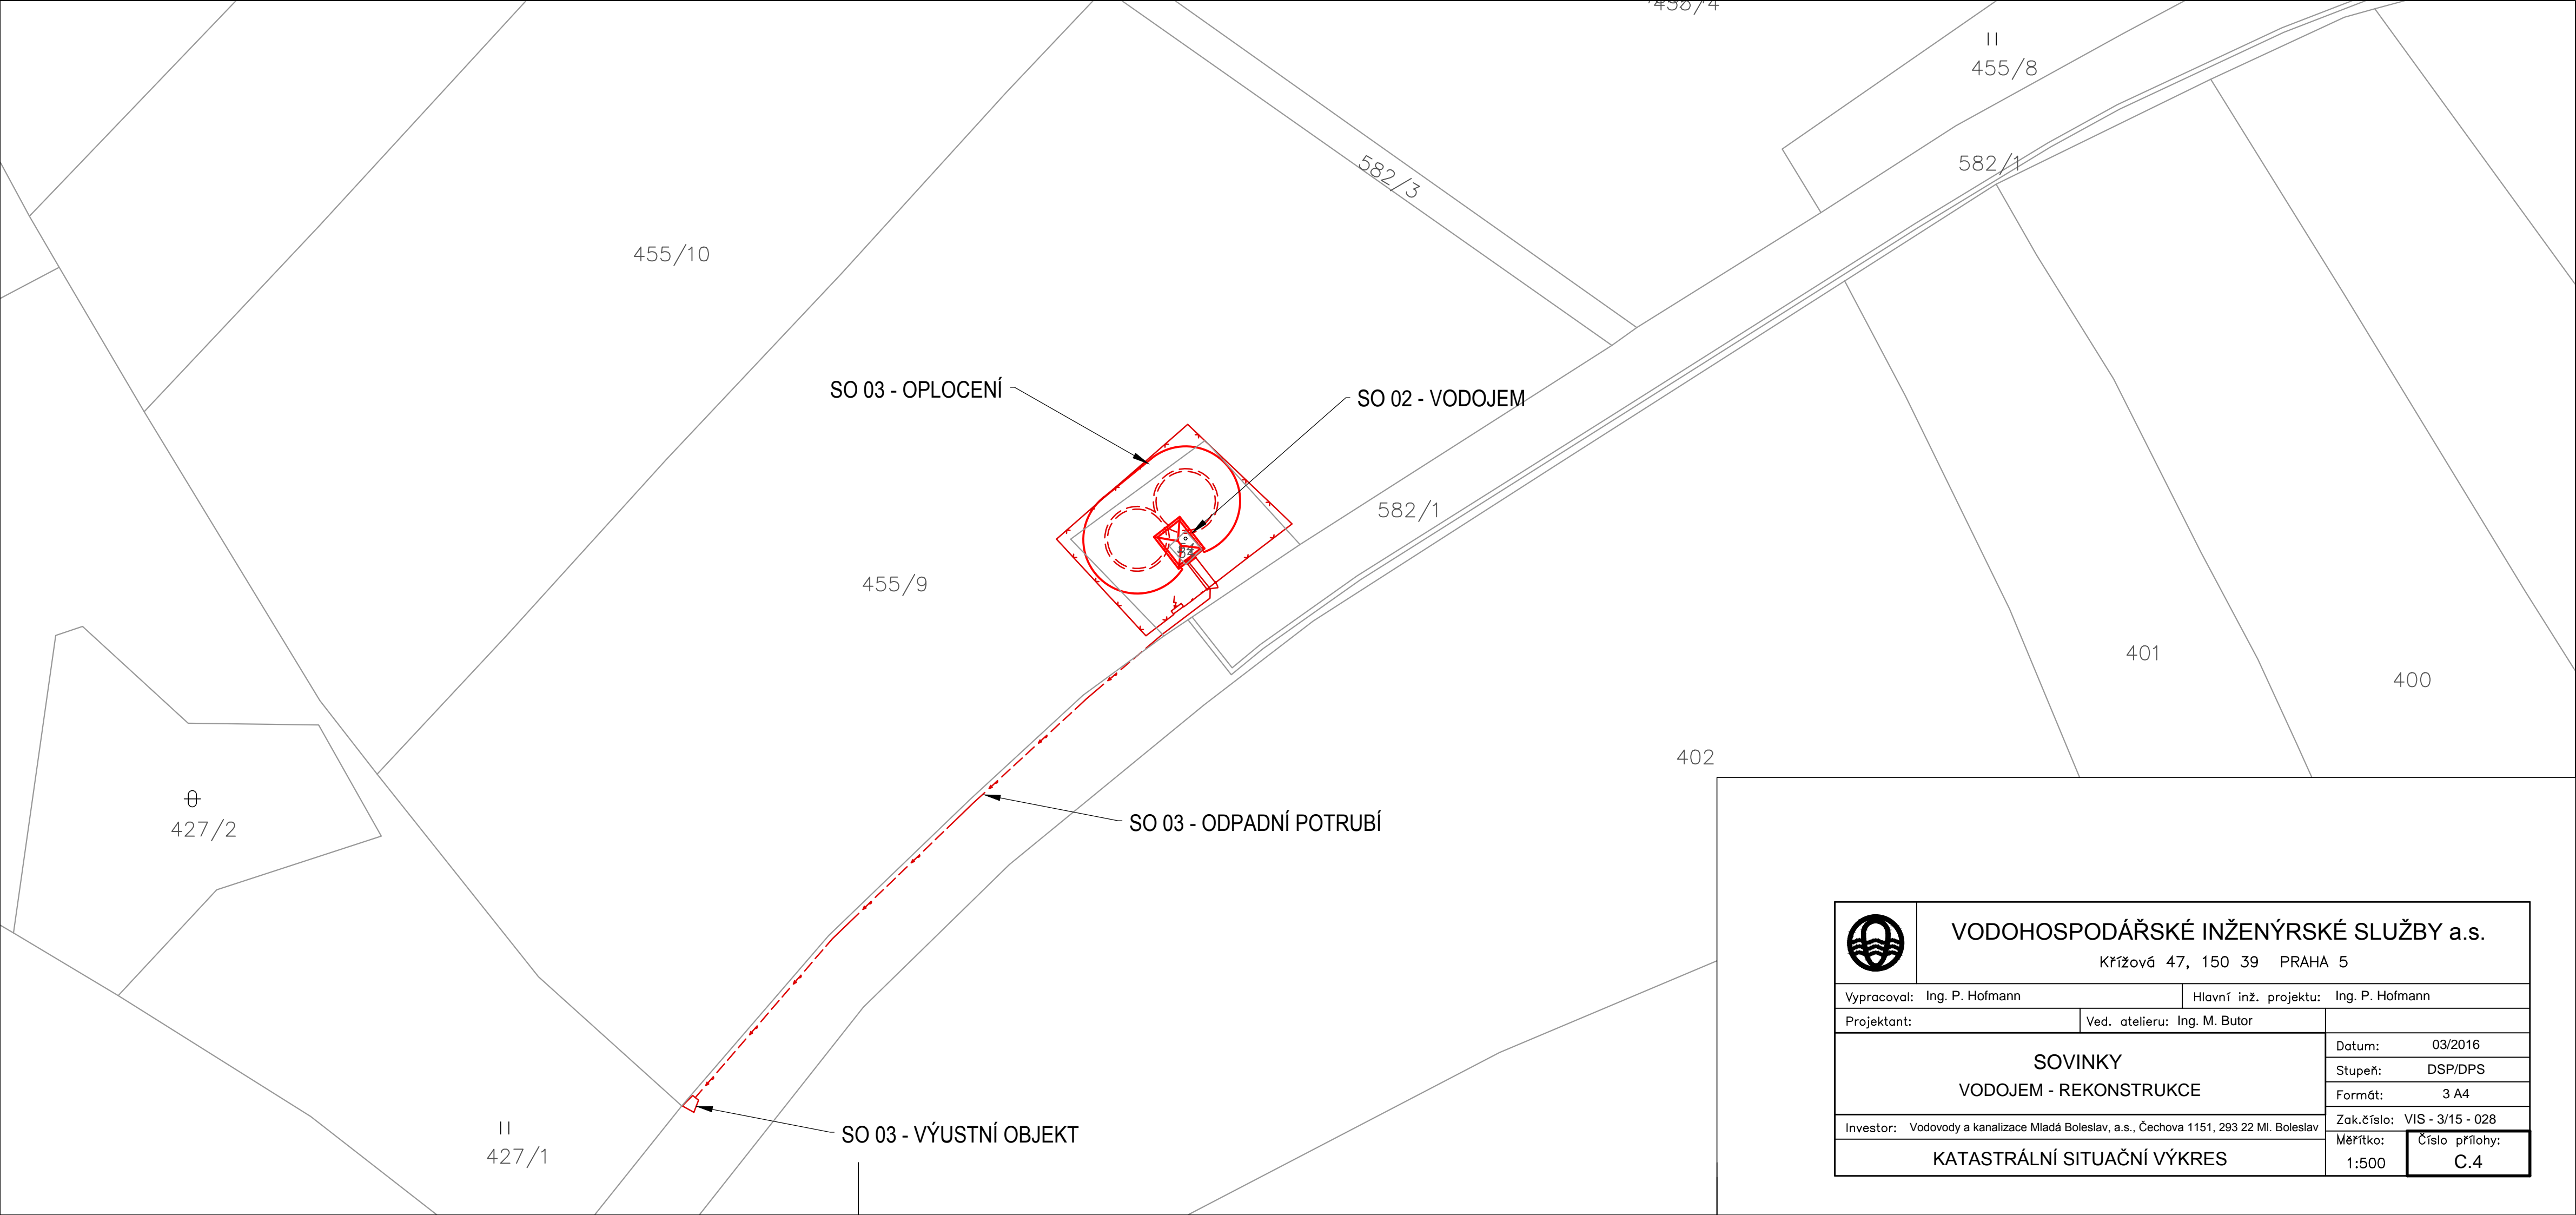 455/8
582/3
582/1
455/10
SO 03 - OPLOCENÍ
SO 02 - VODOJEM
582/1
455/9
401
400
402
427/2
SO 03 - ODPADNÍ POTRUBÍ
SO 03 - VÝUSTNÍ OBJEKT
427/1
VODOHOSPODÁŘSKÉ INŽENÝRSKÉ SLUŽBY a.s.
Křížová 47, 150 39 PRAHA 5
Vypracoval: Ing. P. Hofmann
Hlavní inž. projektu: Ing. P. Hofmann
Projektant:
Ved. atelieru: Ing. M. Butor
SOVINKY
VODOJEM - REKONSTRUKCE
Datum: 03/2016
Stupeň: DSP/DPS
Formát: 3 A4
Zak.číslo: VIS - 3/15 - 028
Investor: Vodovody a kanalizace Mladá Boleslav, a.s., Čechova 1151, 293 22 Ml. Boleslav
Měřítko:
1:500
Číslo přílohy:
C.4
KATASTRÁLNÍ SITUAČNÍ VÝKRES